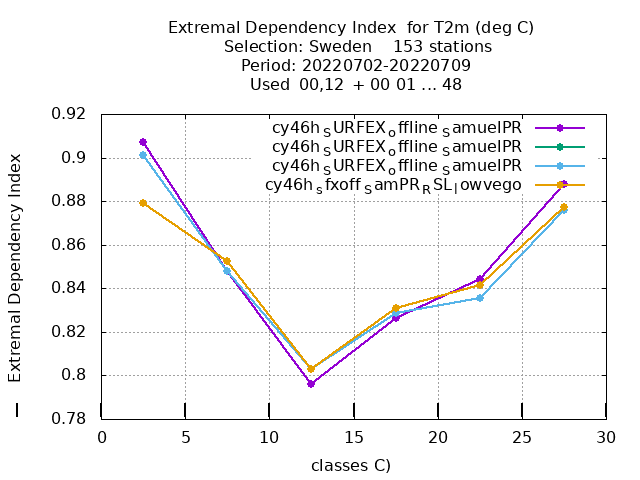 Extremal Dependency Index for T2m (deg C)
Selection: Sweden 153 stations
Period: 20220702-20220709
Used 00,12 + 00 01 ... 48
0.92
0.9
0.88
0.86
0.84
0.82
0.8
0.78
Extremal Dependency Index
cy46h_SURFEX_offline_SamuelPR
cy46h_SURFEX_offline_SamuelPR
cy46h_SURFEX_offline_SamuelPR
cy46h_sfxoff_SamPR_RSL_lowvego
0 5 10 15 20 25 30
classes C)